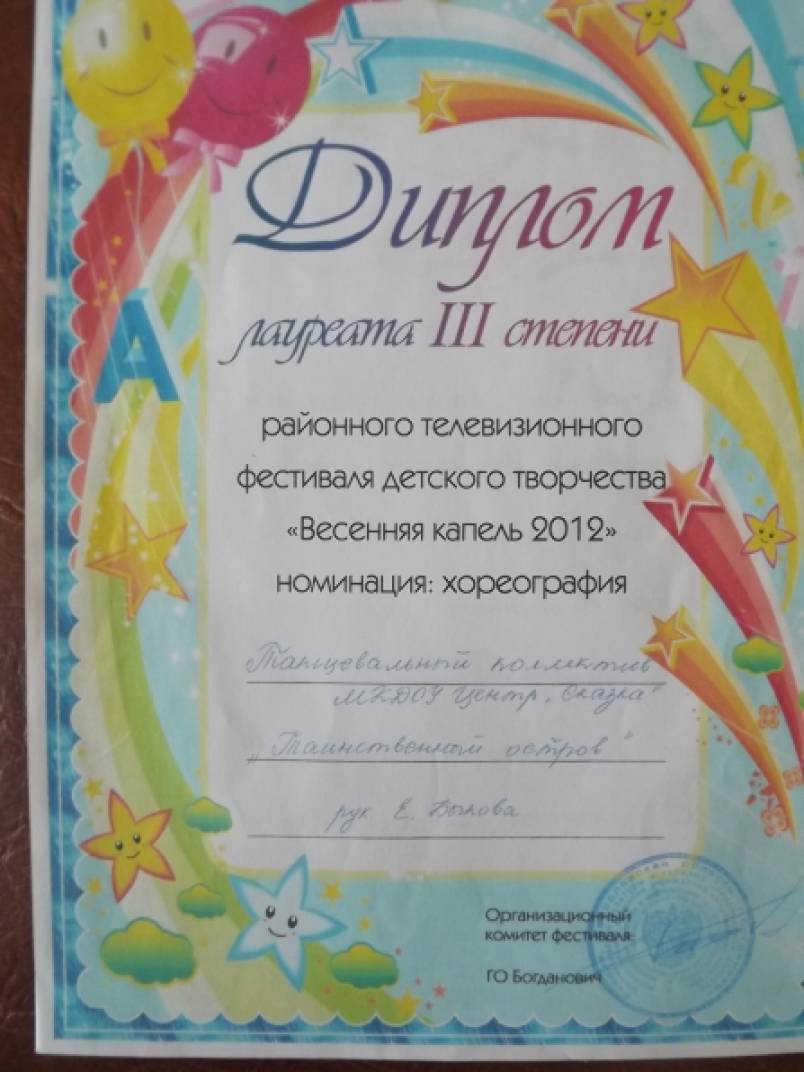 Диплом
лауреата III степени
районного телевизионного
фестиваля детского творчества
«Весенняя капель 2012»
номинация: хореография
Танцевальный коллектив
МКДОУ Центр „Сказка"
„Таинственный остров"
рук Е. Быкова
Организационный
комитет фестиваля:
ГО Богданович
А
2